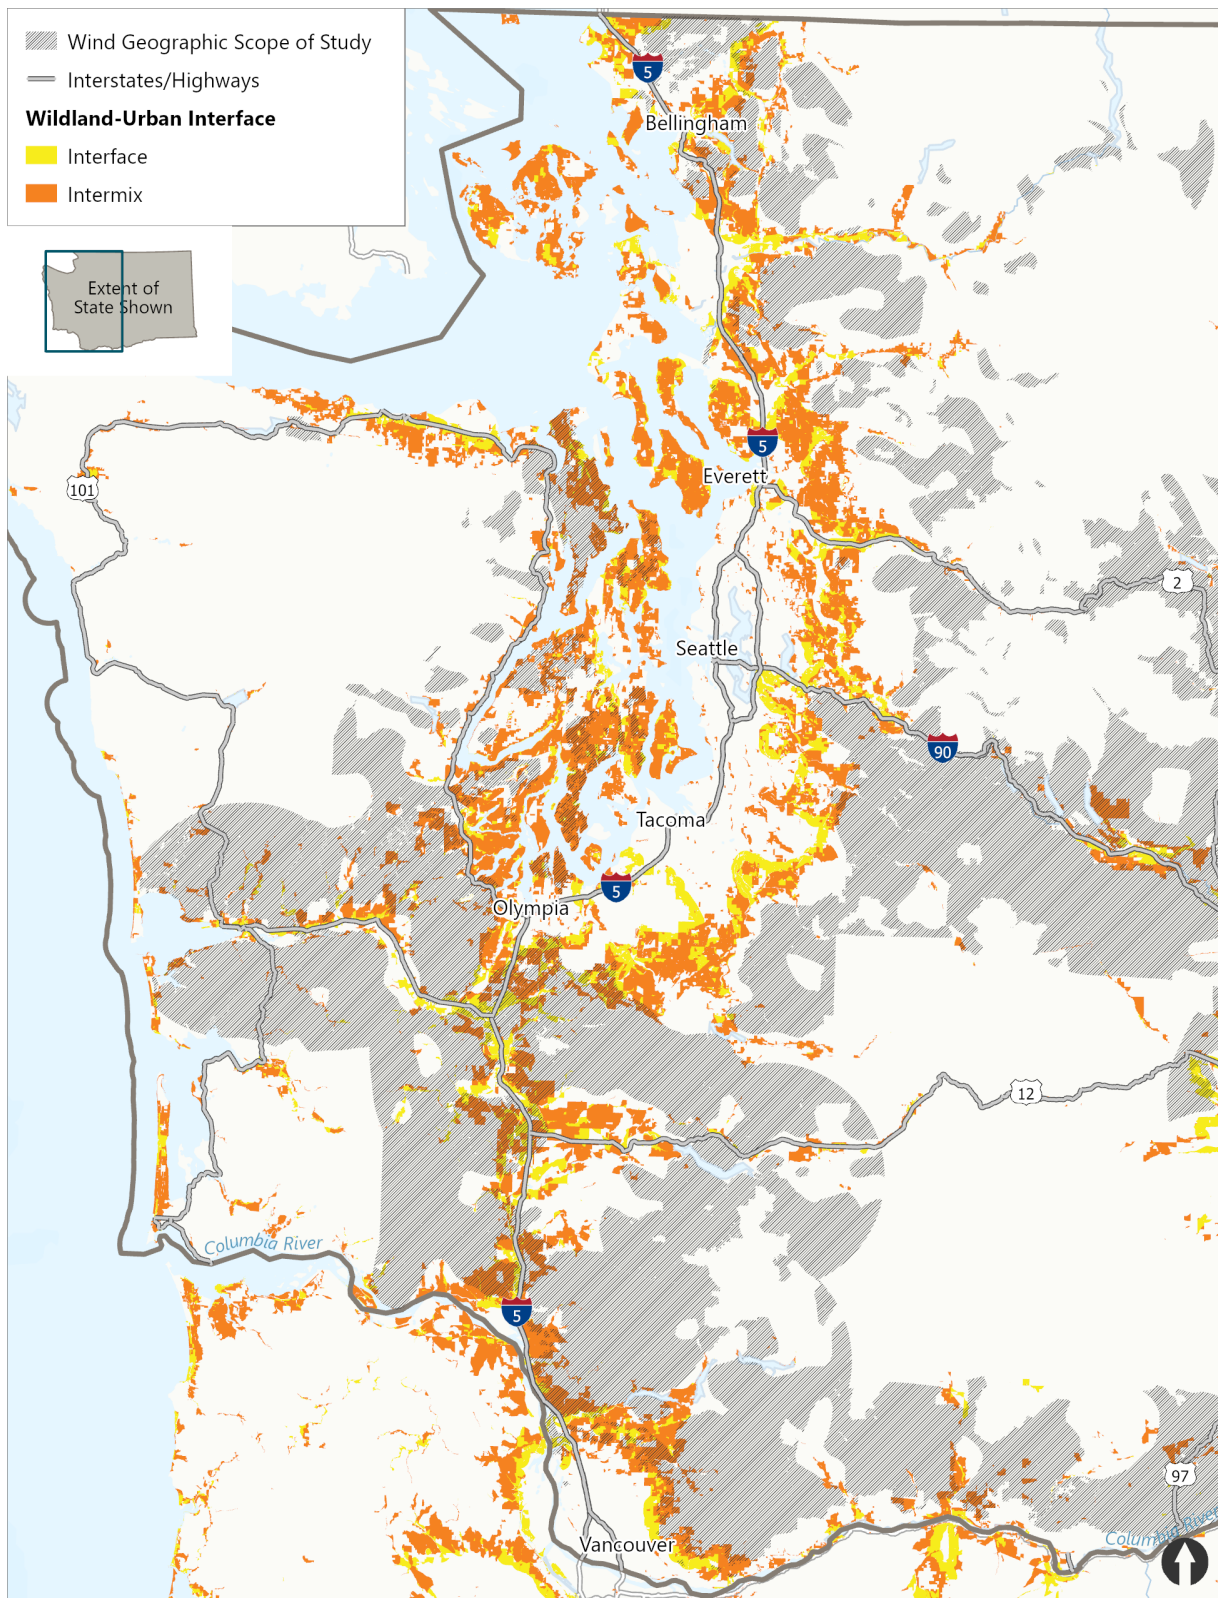 Wind Geographic Scope of Study
Interstates/Highways
Wildland-Urban Interface
Interface
Intermix
Extent of
State Shown
5
Bellingham
5
Everett
101
2
Seattle
90
Tacoma
5
Olympia
12
Columbia River
5
97
Columbia River
Vancouver